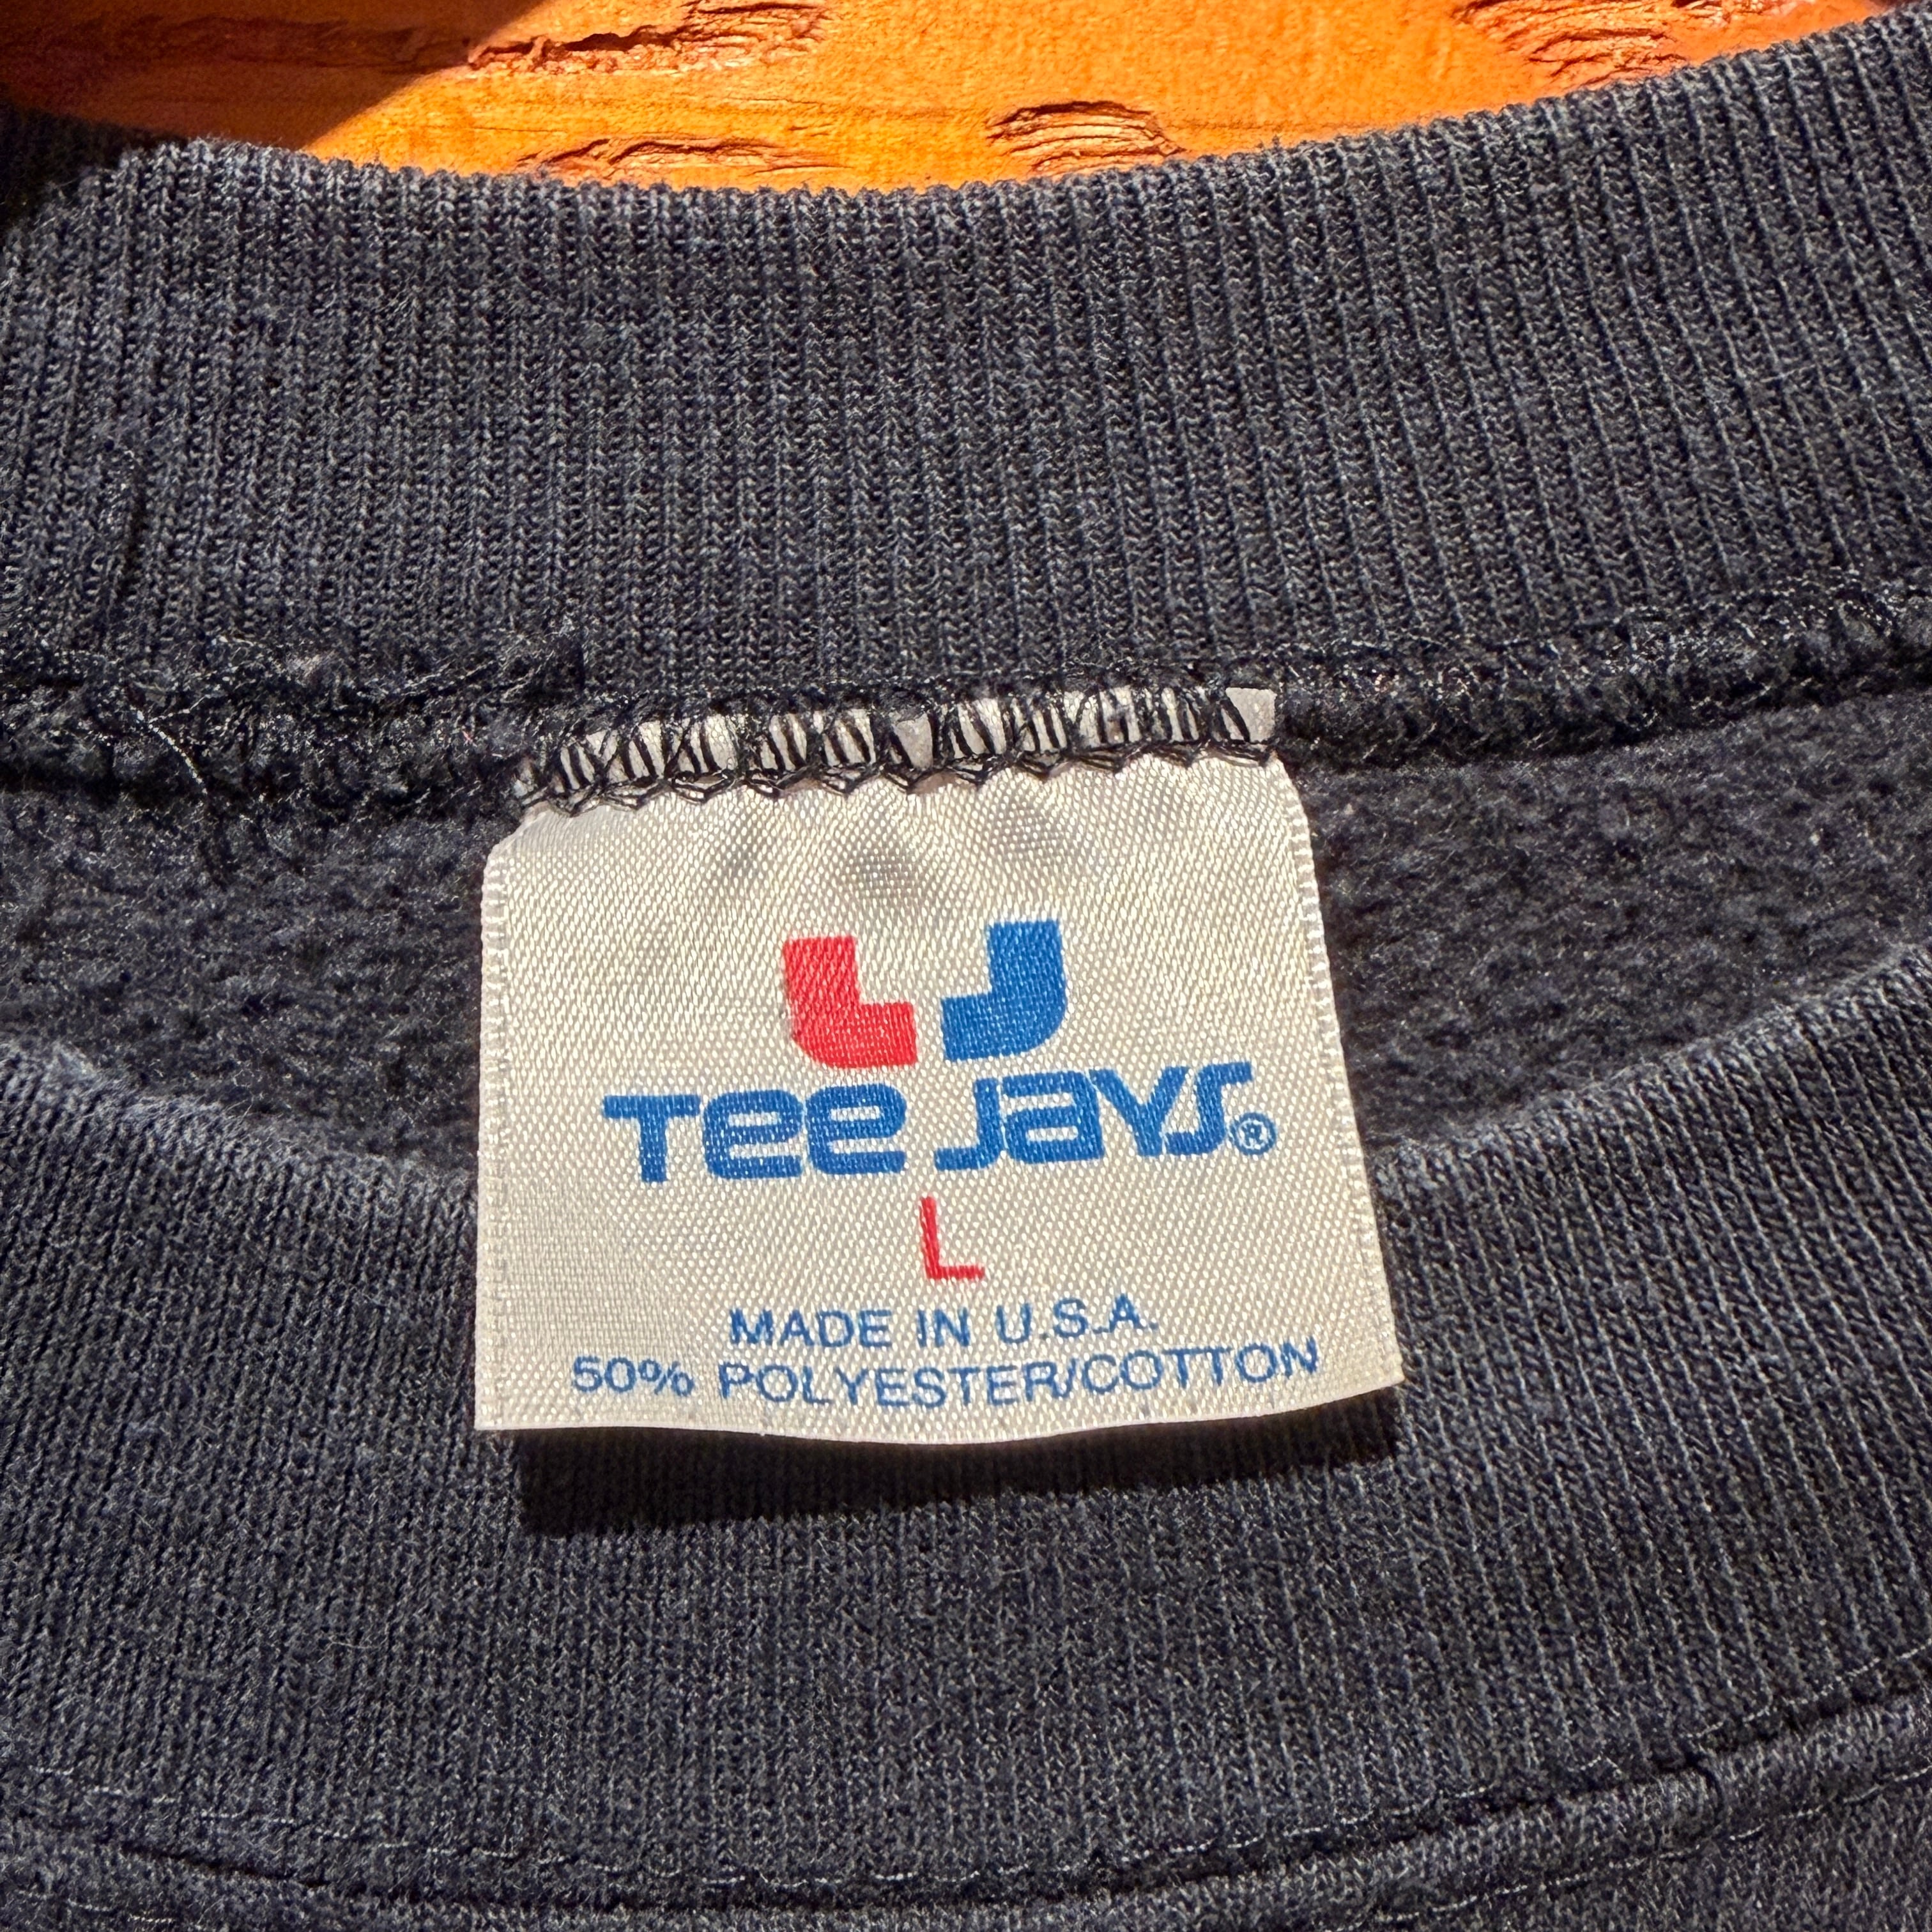 Tee Jays®
L
MADE IN U.S.A.
50% POLYESTER/COTTON